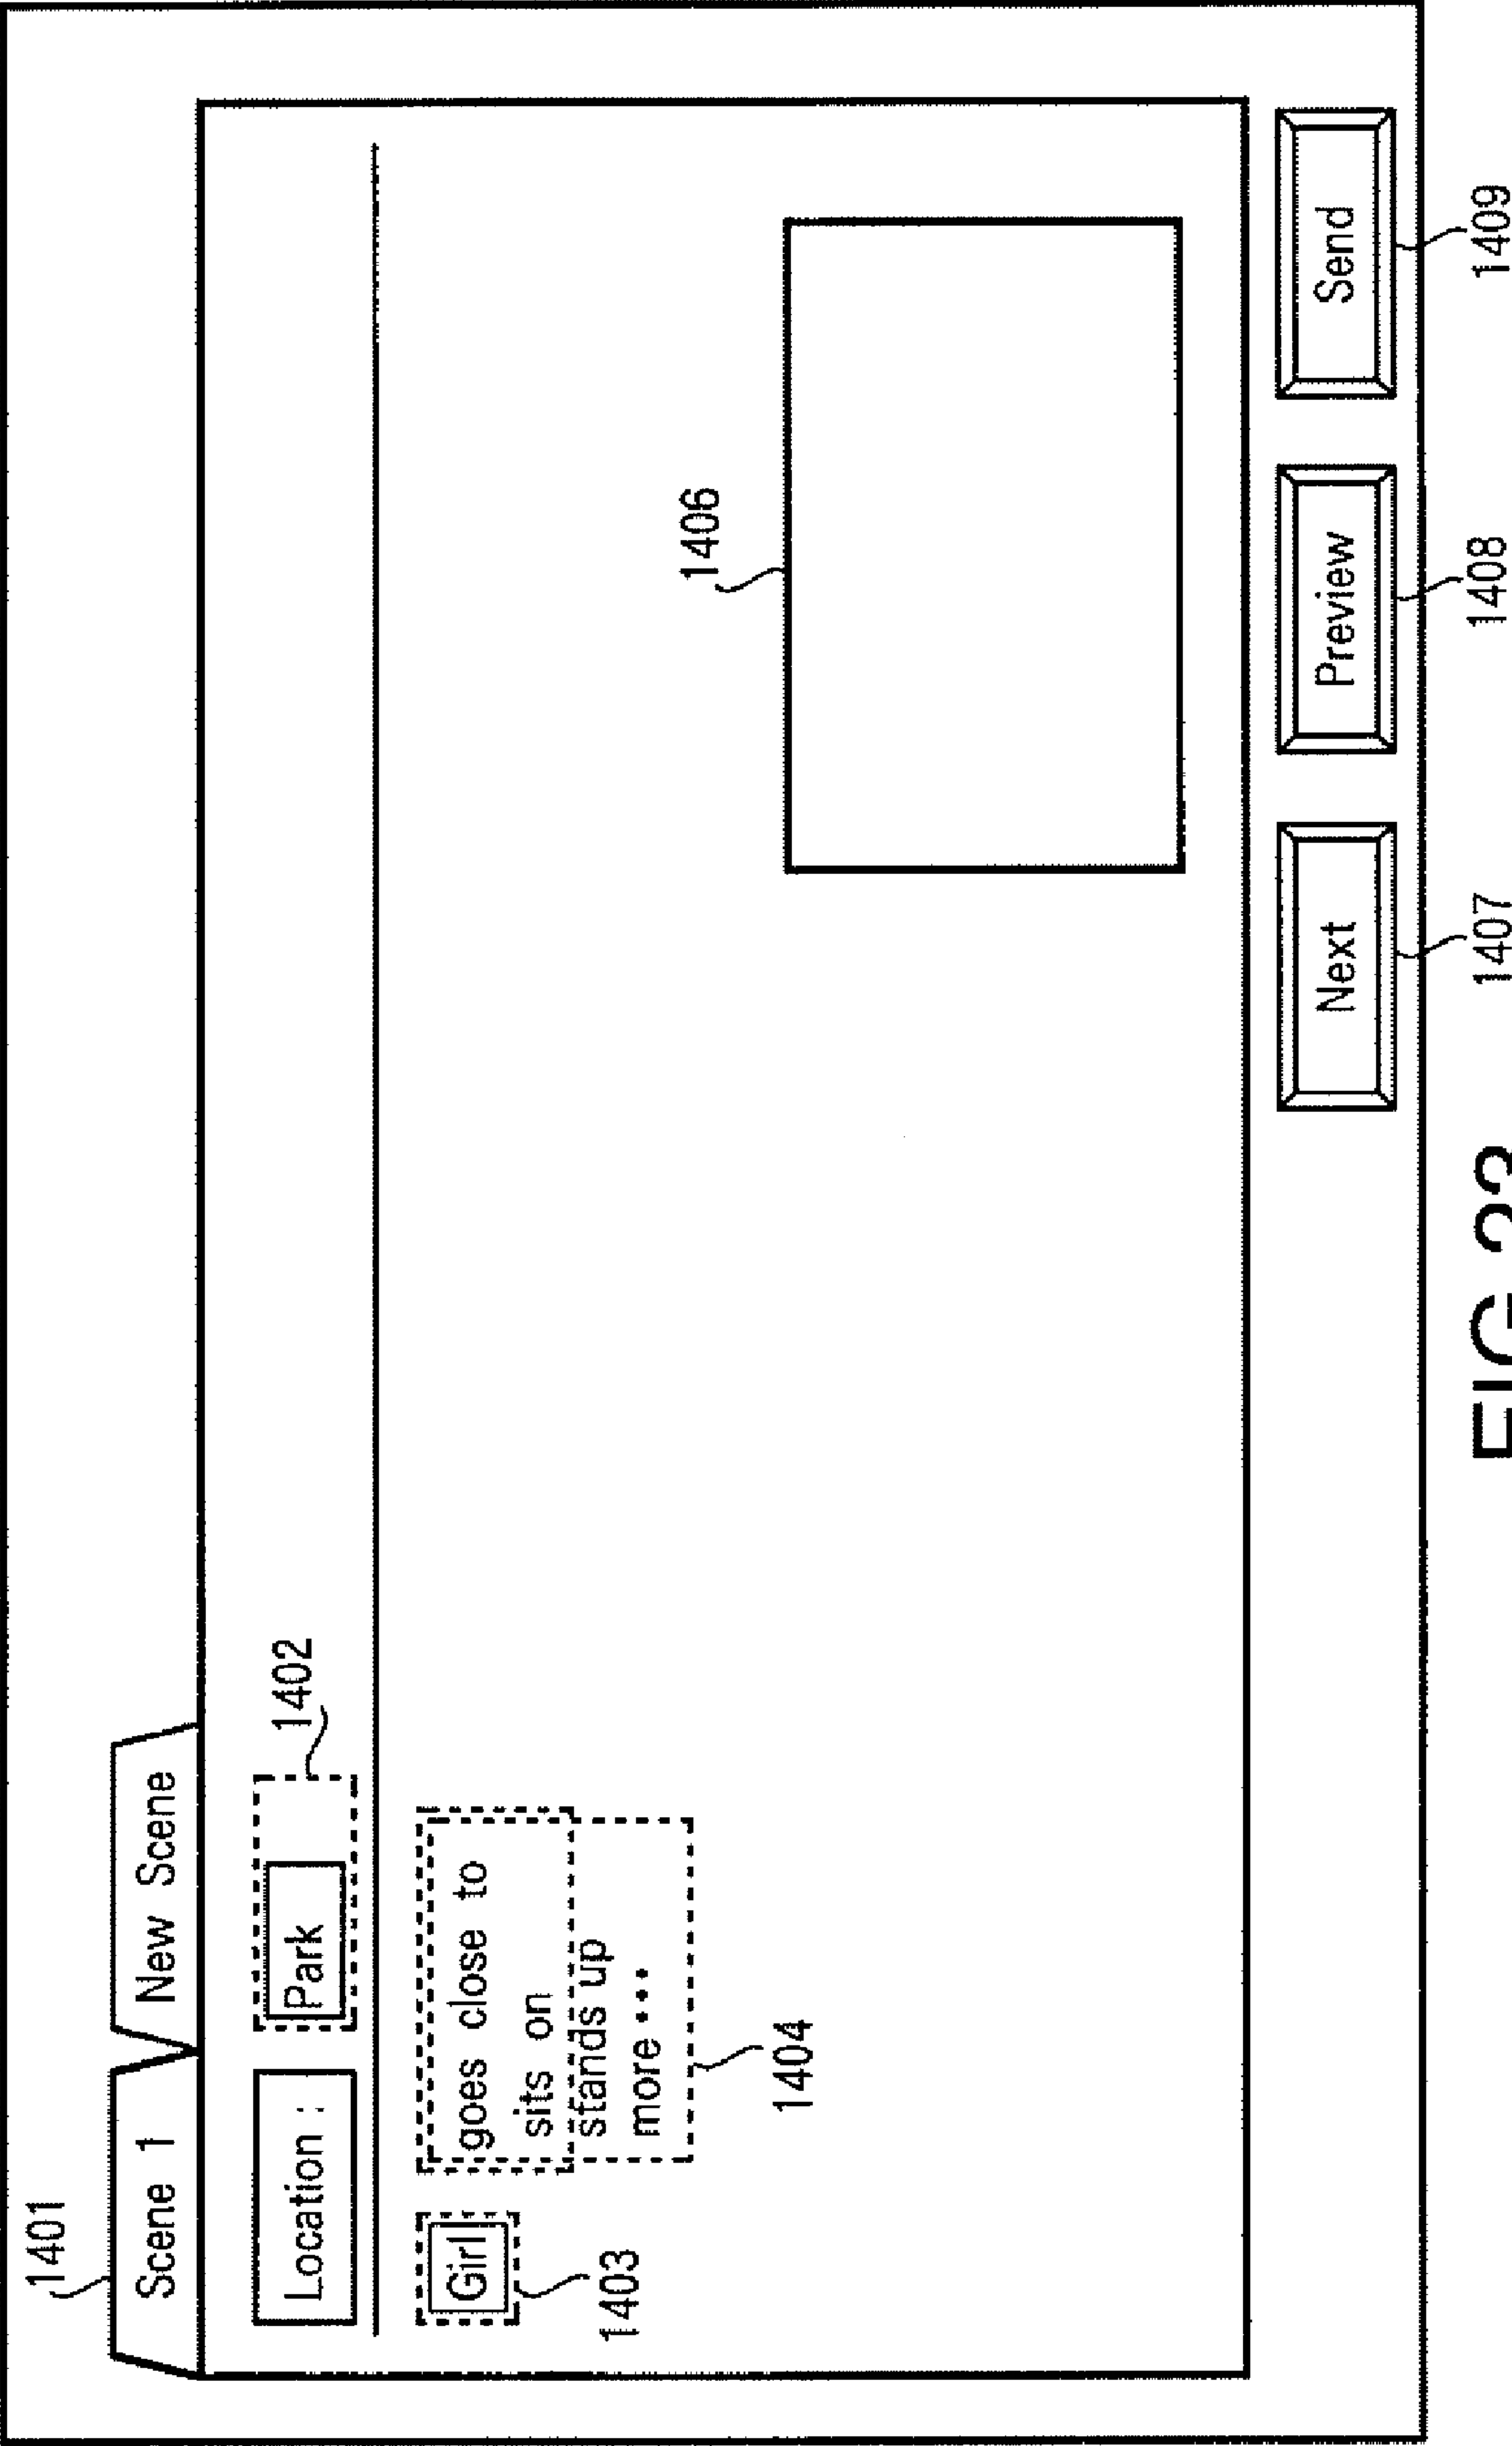 1401
Scene 1
New Scene
Location :
Park
1402
Girl
1403
goes close to
sits on
stands up
more •••
1404
1406
Next
Preview
Send
1407
1408
1409